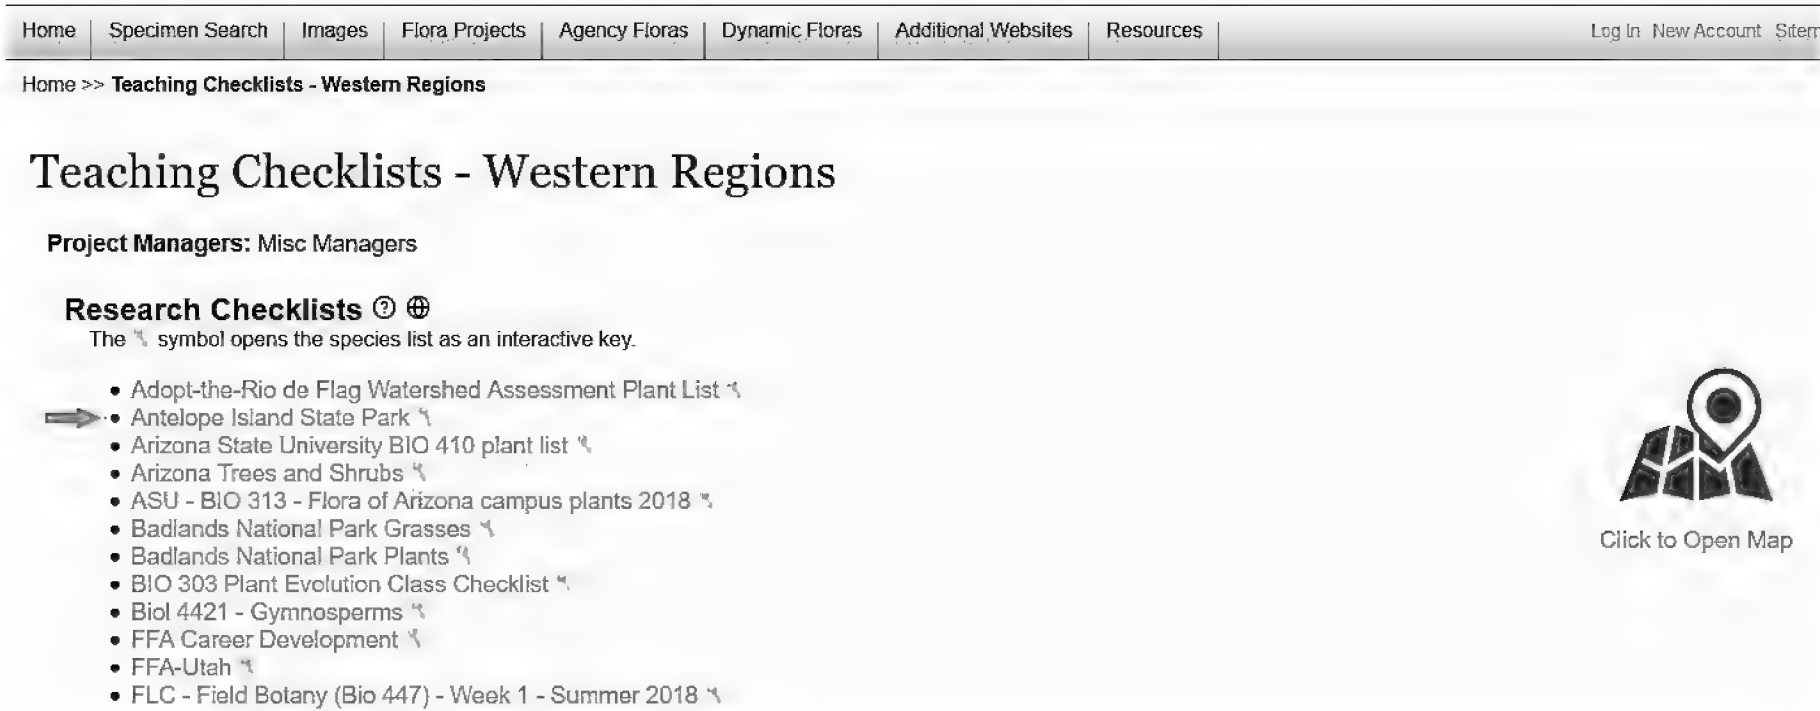 Home Specimen Search Images Flora Projects Agency Floras Dynamic Floras Additional Websites Resources Log In New Account
Home >> Teaching Checklists - Western Regions
Teaching Checklists - Western Regions
Project Managers: Misc Managers
Research Checklists
The symbol opens the species list as an interactive key.
Adopt-the-Rio de Flag Watershed Assessment Plant List
Antelope Island State Park
Arizona State University BIO 410 plant list
Arizona Trees and Shrubs
ASU - BIO 313 - Flora of Arizona campus plants 2018
Badlands National Park Grasses
Badlands National Park Plants
BIO 303 Plant Evolution Class Checklist
Biol 4421 - Gymnosperms
FFA Career Development
FFA-Utah
FLC - Field Botany (Bio 447) - Week 1 - Summer 2018
Click to Open Map